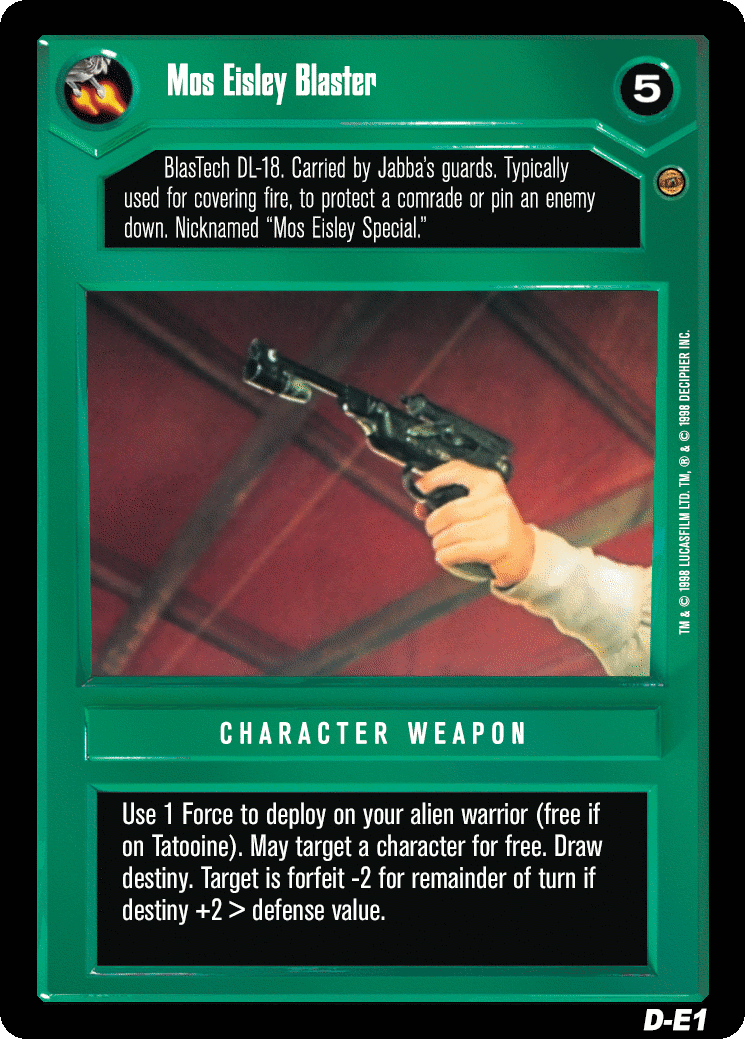 Mos Eisley Blaster
5
BlasTech DL-18. Carried by Jabba's guards. Typically
used for covering fire, to protect a comrade or pin an enemy
down. Nicknamed “Mos Eisley Special.”
TM & © 1998 LUCASFILM LTD. TM, ® & © 1998 DECIPHER INC.
CHARACTER WEAPON
Use 1 Force to deploy on your alien warrior (free if
on Tatooine). May target a character for free. Draw
destiny. Target is forfeit -2 for remainder of turn if
destiny +2 > defense value.
D-E1